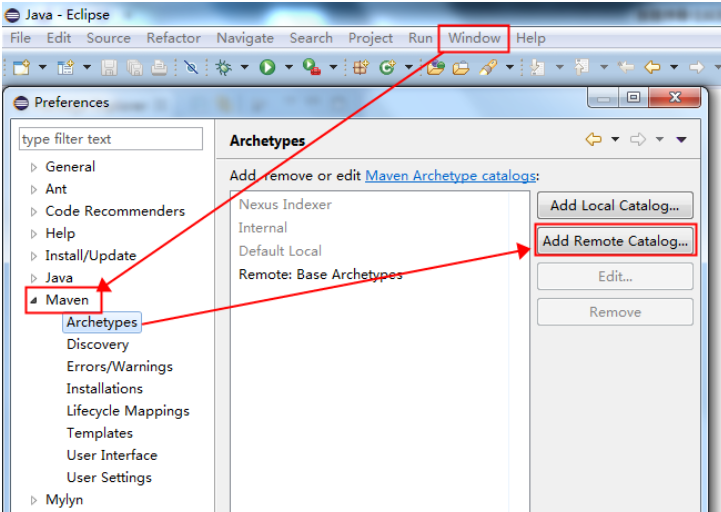 Java - Eclipse
File Edit Source Refactor Navigate Search Project Run Window Help
Preferences
type filter text
General
Ant
Code Recommenders
Help
Install/Update
Java
Maven
Archetypes
Discovery
Errors/Warnings
Installations
Lifecycle Mappings
Templates
User Interface
User Settings
Mylyn
Archetypes
Add, remove or edit Maven Archetype catalogs:
Nexus Indexer
Internal
Default Local
Remote: Base Archetypes
Add Local Catalog...
Add Remote Catalog...
Edit...
Remove